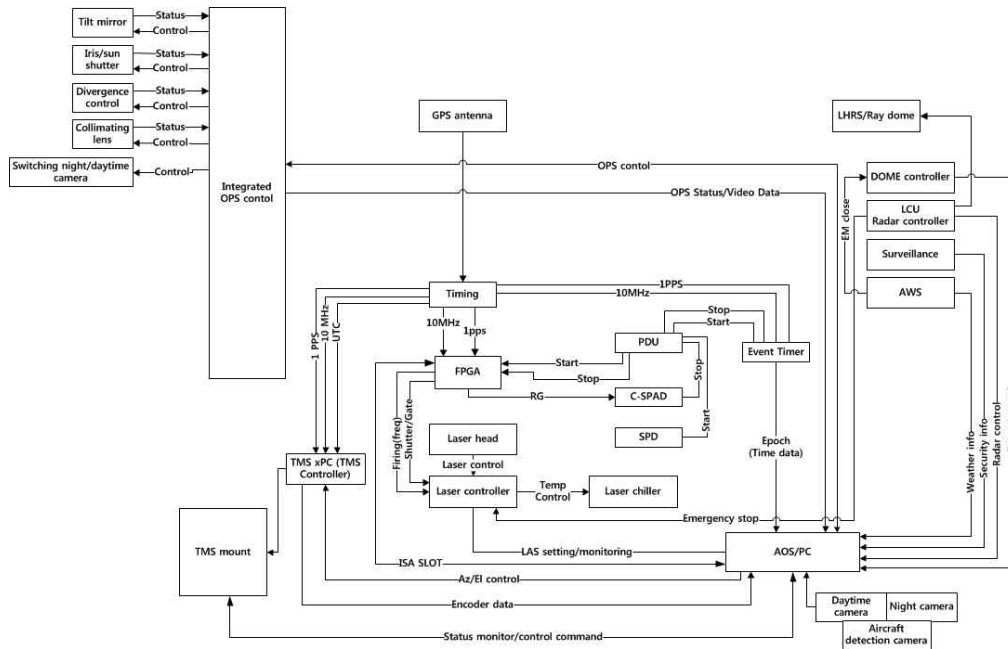 Tilt mirror
Status
Control
Iris/sun
shutter
Status
Control
Divergence
control
Status
Control
Collimating
lens
Status
Control
Switching night/daytime
camera
Control
Integrated
OPS contol
GPS antenna
LHRS/Ray dome
OPS contol
OPS Status/Video Data
DOME controller
EM close
LCU
Radar controller
Surveillance
AWS
Timing
1PPS
10MHz
1 PPS
10 MHz
UTC
10MHz
1pps
Stop
Start
PDU
Event Timer
FPGA
Start
Stop
RG
C-SPAD
Stop
SPD
Start
Firing(freq)
Shutter/Gate
Laser head
Laser control
Epoch
(Time data)
Weather info
Security info
Radar control
TMS xPC (TMS
Controller)
Laser controller
Temp
Control
Laser chiller
Emergency stop
TMS mount
LAS setting/monitoring
AOS/PC
ISA SLOT
Az/El control
Encoder data
Daytime
camera
Night camera
Aircraft
detection camera
Status monitor/control command